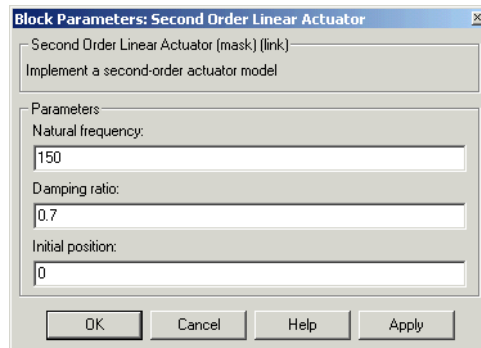 Block Parameters: Second Order Linear Actuator
Second Order Linear Actuator (mask) (link)
Implement a second-order actuator model
Parameters
Natural frequency:
150
Damping ratio:
0.7
Initial position:
0
OK Cancel Help Apply